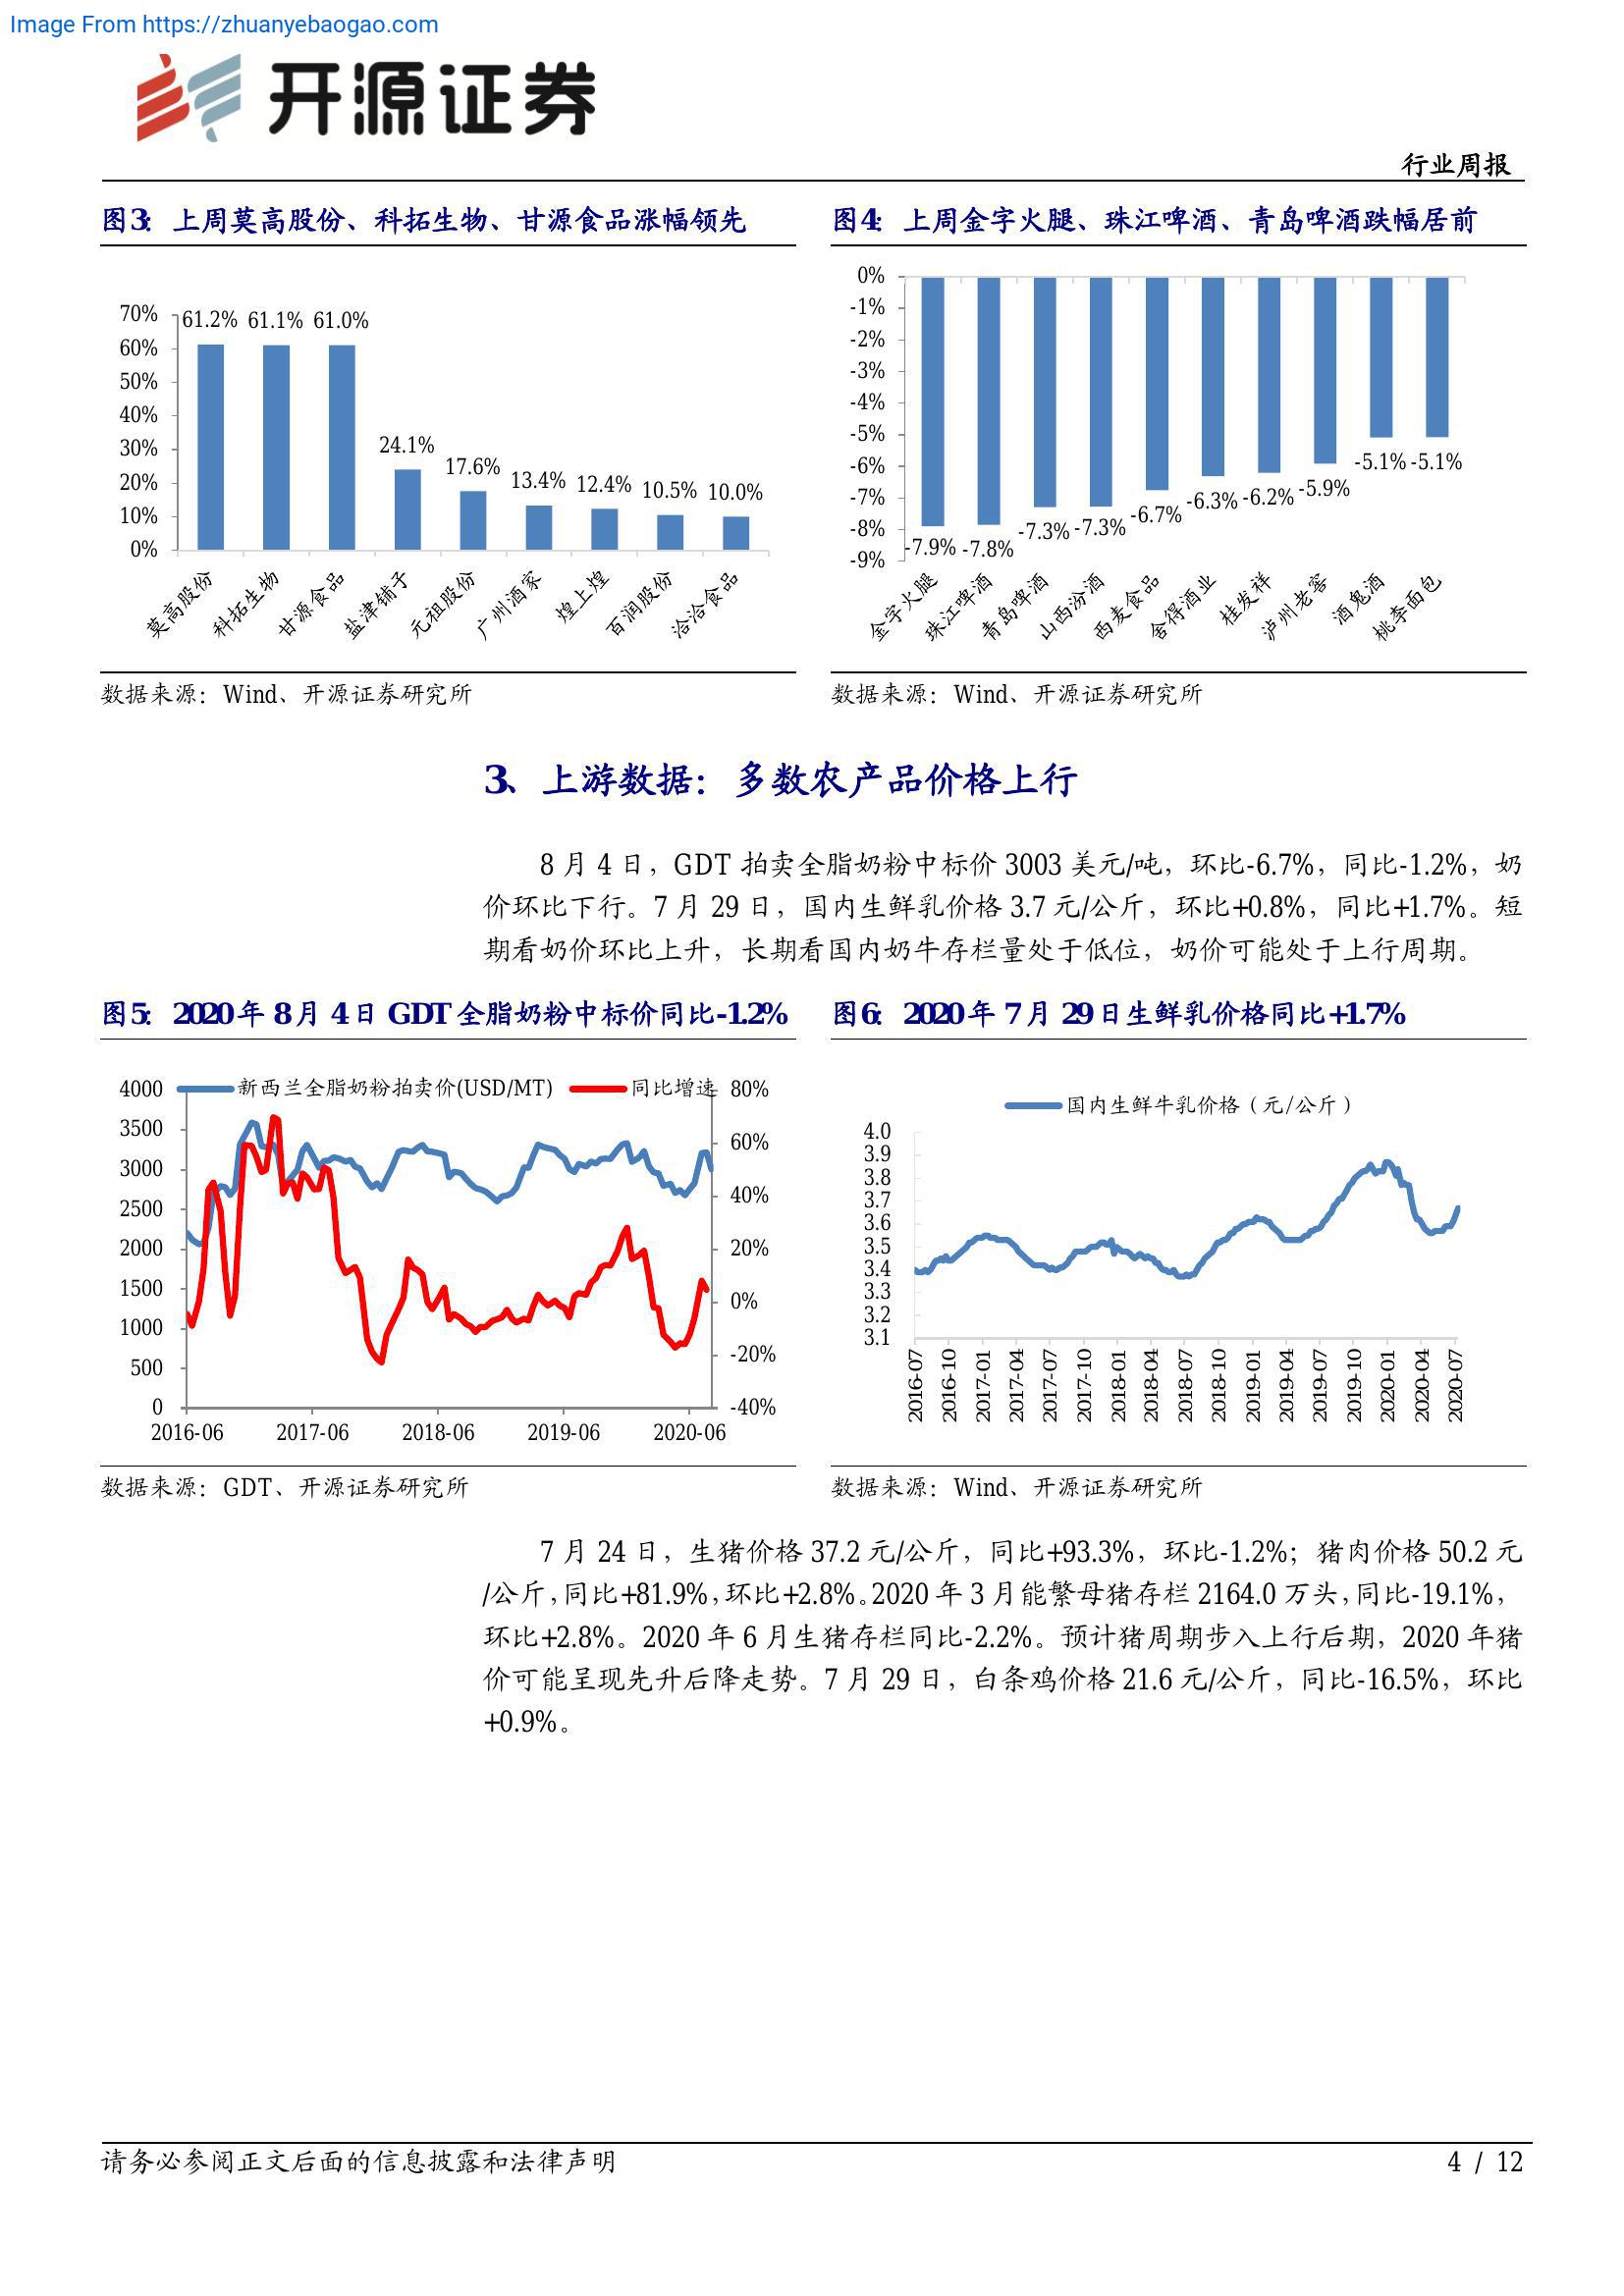 Image From https://zhuanyebaogao.com
开源证券
行业周报
图3：上周莫高股份、科拓生物、甘源食品涨幅领先
70%
60%
50%
40%
30%
20%
10%
0%
61.2% 61.1% 61.0%
24.1%
17.6%
13.4% 12.4% 10.5% 10.0%
莫高股份
科拓生物
甘源食品
盐津铺子
元祖股份
广州酒家
煌上煌
百润股份
洽洽食品
数据来源：Wind、开源证券研究所
图4：上周金字火腿、珠江啤酒、青岛啤酒跌幅居前
0%
-1%
-2%
-3%
-4%
-5%
-6%
-7%
-8%
-9%
-7.9% -7.8%
-7.3% -7.3%
-6.7%
-6.3% -6.2%
-5.9%
-5.1% -5.1%
金字火腿
珠江啤酒
青岛啤酒
山西汾酒
西麦食品
舍得酒业
桂发祥
泸州老窖
酒鬼酒
桃李面包
数据来源：Wind、开源证券研究所
3、上游数据：多数农产品价格上行
8 月 4 日，GDT 拍卖全脂奶粉中标价 3003 美元/吨，环比-6.7%，同比-1.2%，奶
价环比下行。7 月 29 日，国内生鲜乳价格 3.7 元/公斤，环比+0.8%，同比+1.7%。短
期看奶价环比上升，长期看国内奶牛存栏量处于低位，奶价可能处于上行周期。
图5：2020 年 8 月 4 日 GDT 全脂奶粉中标价同比-1.2%
新西兰全脂奶粉拍卖价(USD/MT) 同比增速
4000
3500
3000
2500
2000
1500
1000
500
0
80%
60%
40%
20%
0%
-20%
-40%
2016-06 2017-06 2018-06 2019-06 2020-06
数据来源：GDT、开源证券研究所
图6：2020 年 7 月 29 日生鲜乳价格同比+1.7%
国内生鲜牛乳价格（元/公斤）
4.0
3.9
3.8
3.7
3.6
3.5
3.4
3.3
3.2
3.1
2016-07
2016-10
2017-01
2017-04
2017-07
2017-10
2018-01
2018-04
2018-07
2018-10
2019-01
2019-04
2019-07
2019-10
2020-01
2020-04
2020-07
数据来源：Wind、开源证券研究所
7 月 24 日，生猪价格 37.2 元/公斤，同比+93.3%，环比-1.2%；猪肉价格 50.2 元
/公斤，同比+81.9%，环比+2.8%。2020 年 3 月能繁母猪存栏 2164.0 万头，同比-19.1%，
环比+2.8%。2020 年 6 月生猪存栏同比-2.2%。预计猪周期步入上行后期，2020 年猪
价可能呈现先升后降走势。7 月 29 日，白条鸡价格 21.6 元/公斤，同比-16.5%，环比
+0.9%。
请务必参阅正文后面的信息披露和法律声明
4 / 12